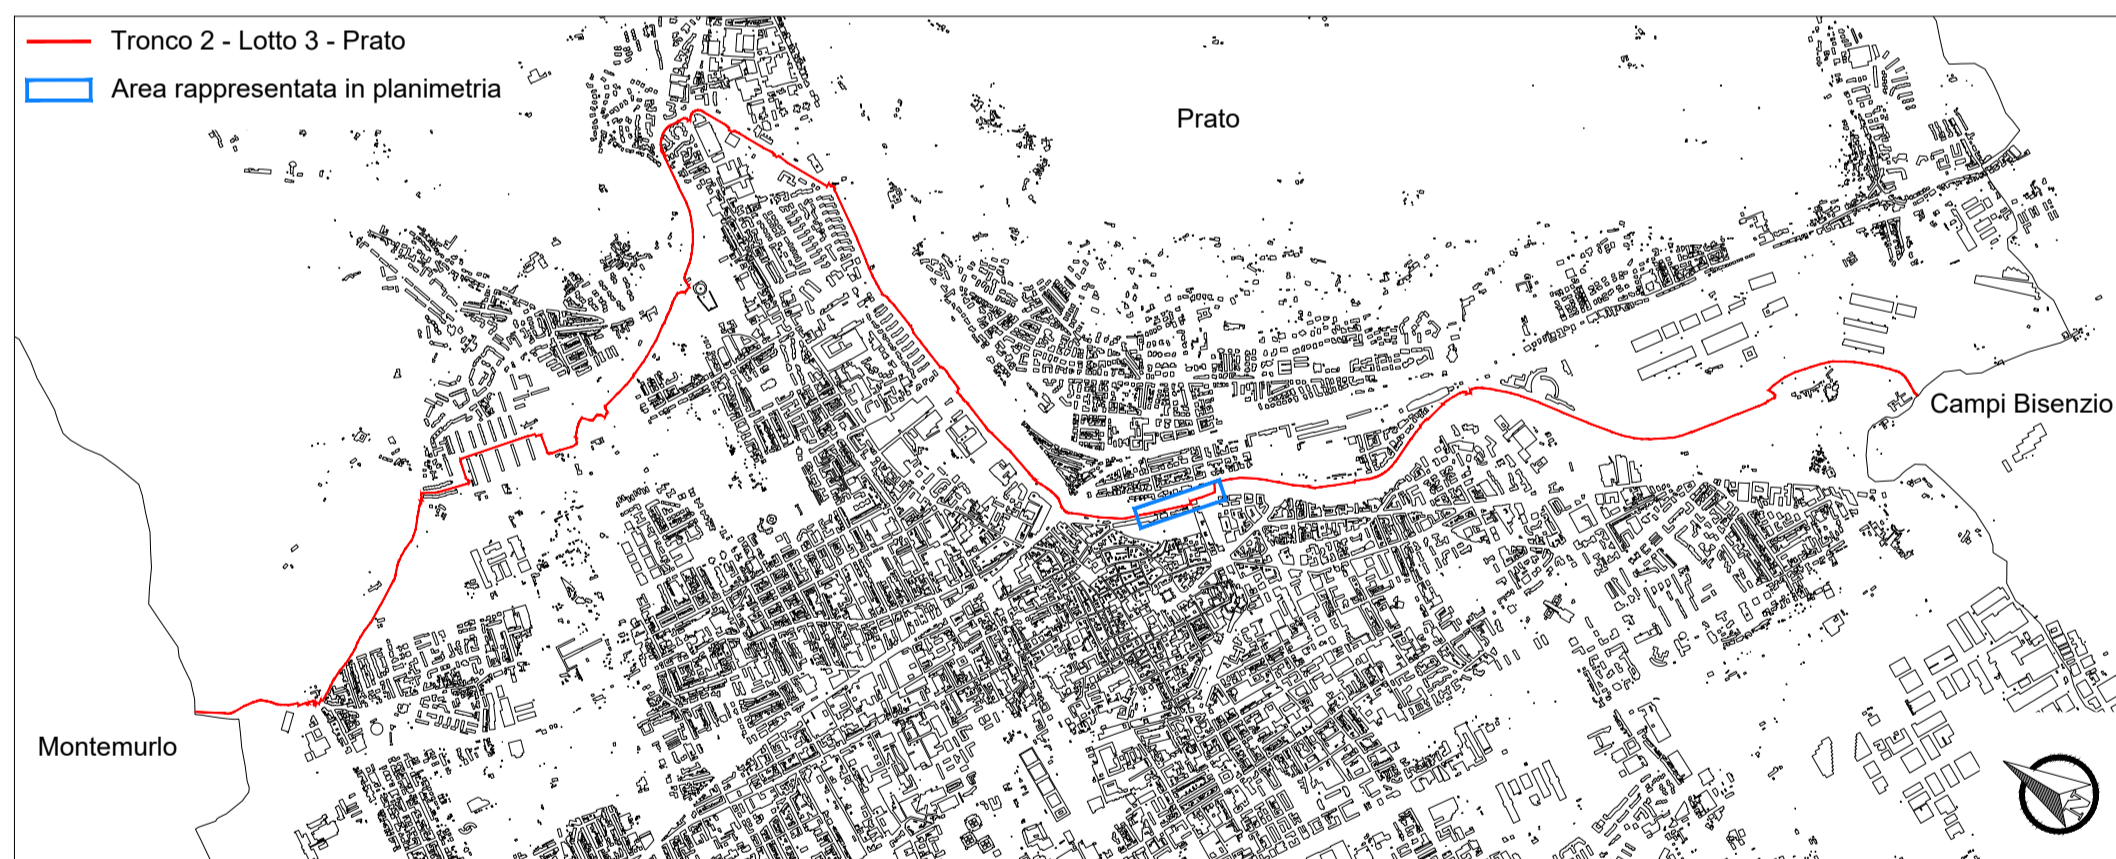 Tronco 2 - Lotto 3 - Prato
Area rappresentata in planimetria
Prato
Campi Bisenzio
Montemurlo
N